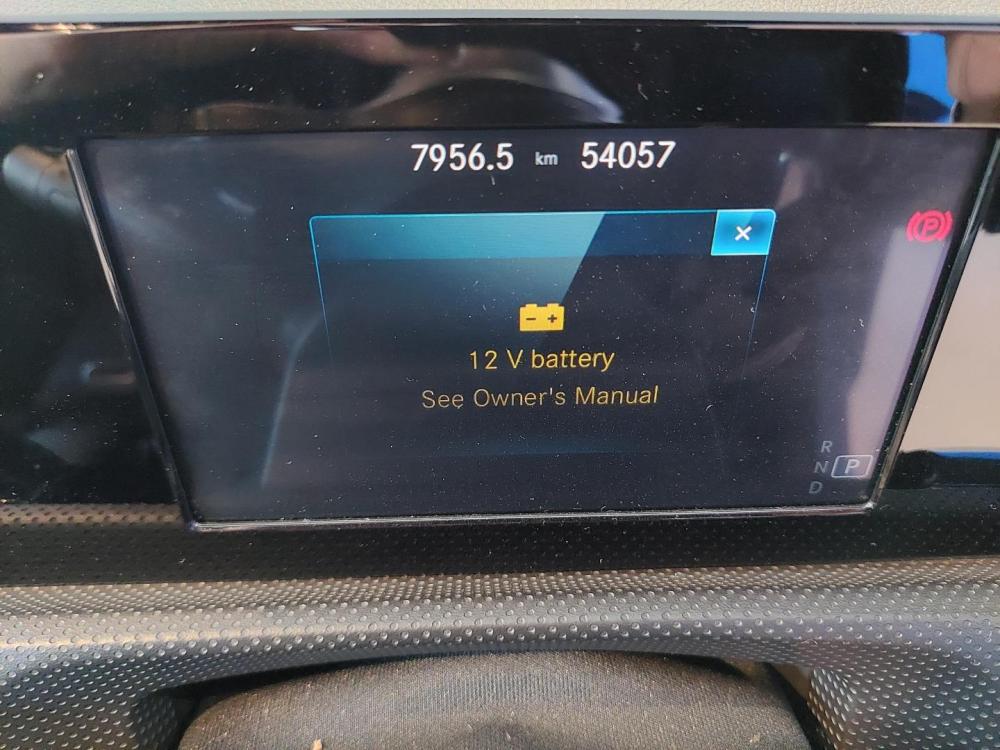 7956.5 km 54057
×
P
- +
12 V battery
See Owner's Manual
R
N P
D